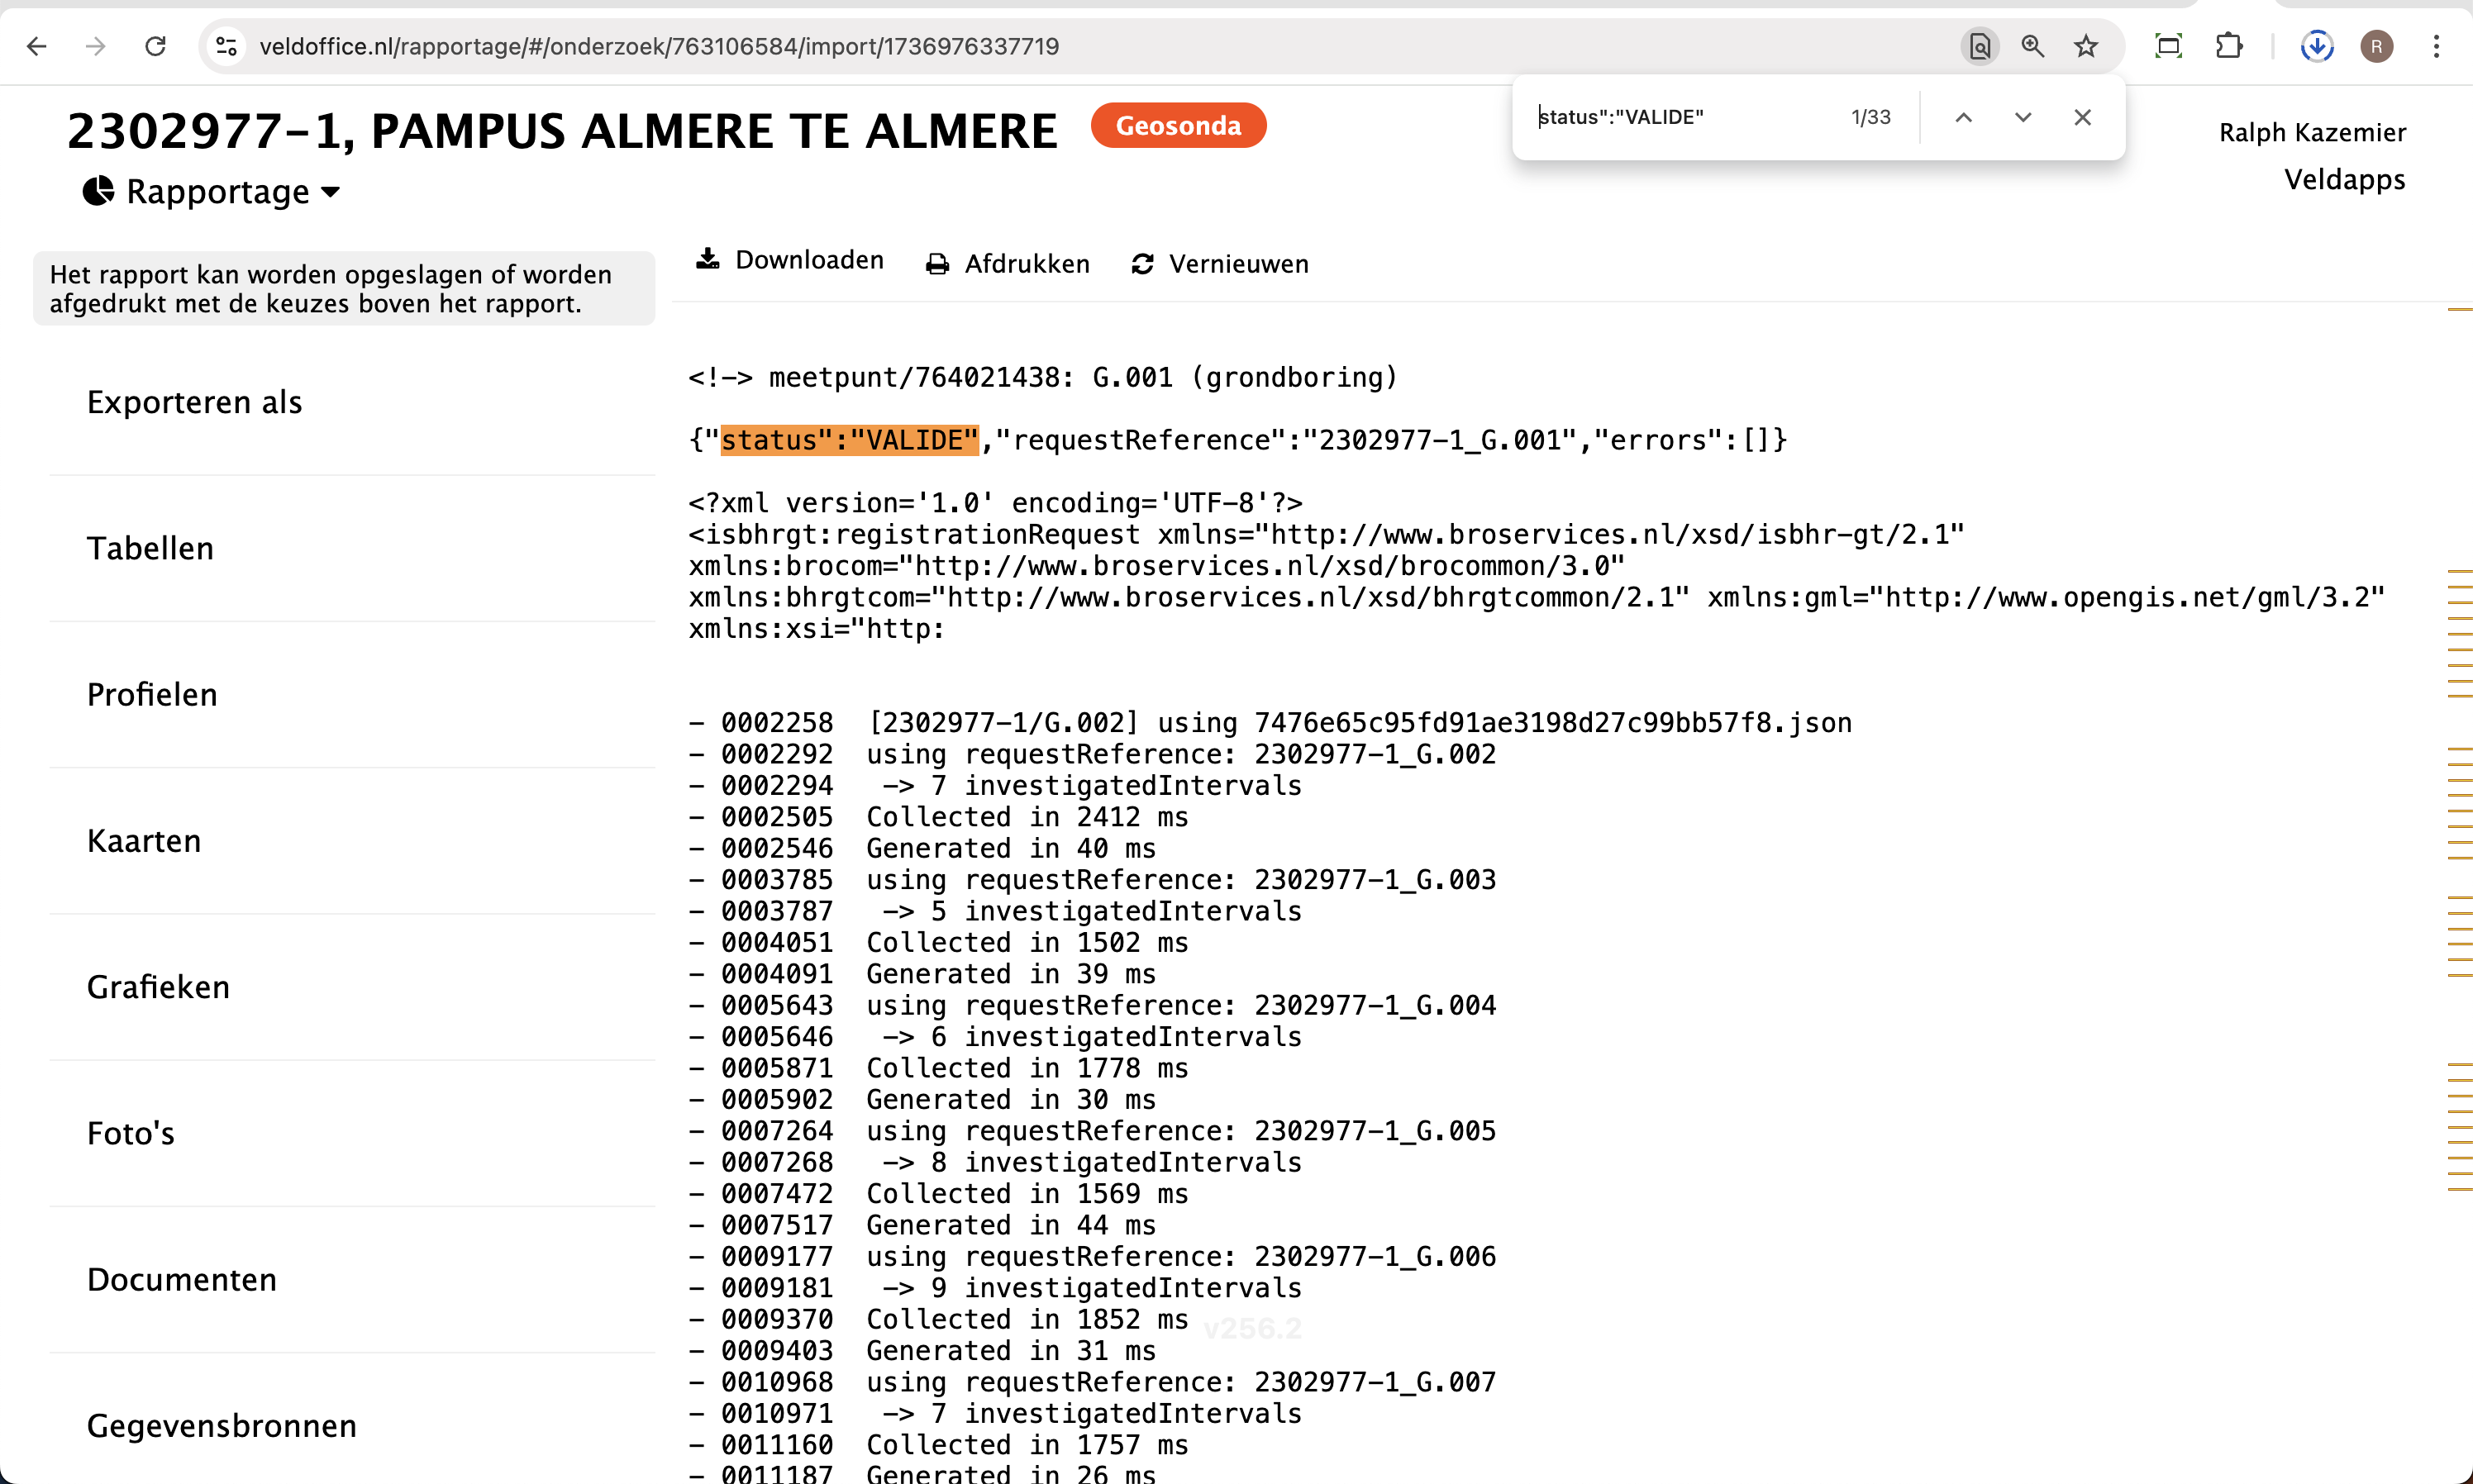 veldoffice.nl/rapportage/#/onderzoek/763106584/import/1736976337719
R
status":"VALIDE"
1/33
2302977-1, PAMPUS ALMERE TE ALMERE
Geosonda
Ralph Kazemier
Veldapps
Rapportage
Het rapport kan worden opgeslagen of worden
afgedrukt met de keuzes boven het rapport.
Exporteren als
Tabellen
Profielen
Kaarten
Grafieken
Foto's
Documenten
Gegevensbronnen
Downloaden
Afdrukken
Vernieuwen
<!-> meetpunt/764021438: G.001 (grondboring)
{"status":"VALIDE","requestReference":"2302977-1_G.001","errors":[]}
<?xml version='1.0' encoding='UTF-8'?>
<isbhrgt:registrationRequest xmlns="http://www.broservices.nl/xsd/isbhr-gt/2.1"
xmlns:brocom="http://www.broservices.nl/xsd/brocommon/3.0"
xmlns:bhrgtcom="http://www.broservices.nl/xsd/bhrgtcommon/2.1" xmlns:gml="http://www.opengis.net/gml/3.2"
xmlns:xsi="http:
- 0002258 [2302977-1/G.002] using 7476e65c95fd91ae3198d27c99bb57f8.json
- 0002292 using requestReference: 2302977-1_G.002
- 0002294 -> 7 investigatedIntervals
- 0002505 Collected in 2412 ms
- 0002546 Generated in 40 ms
- 0003785 using requestReference: 2302977-1_G.003
- 0003787 -> 5 investigatedIntervals
- 0004051 Collected in 1502 ms
- 0004091 Generated in 39 ms
- 0005643 using requestReference: 2302977-1_G.004
- 0005646 -> 6 investigatedIntervals
- 0005871 Collected in 1778 ms
- 0005902 Generated in 30 ms
- 0007264 using requestReference: 2302977-1_G.005
- 0007268 -> 8 investigatedIntervals
- 0007472 Collected in 1569 ms
- 0007517 Generated in 44 ms
- 0009177 using requestReference: 2302977-1_G.006
- 0009181 -> 9 investigatedIntervals
- 0009370 Collected in 1852 ms
v256.2
- 0009403 Generated in 31 ms
- 0010968 using requestReference: 2302977-1_G.007
- 0010971 -> 7 investigatedIntervals
- 0011160 Collected in 1757 ms
- 0011187 Generated in 26 ms